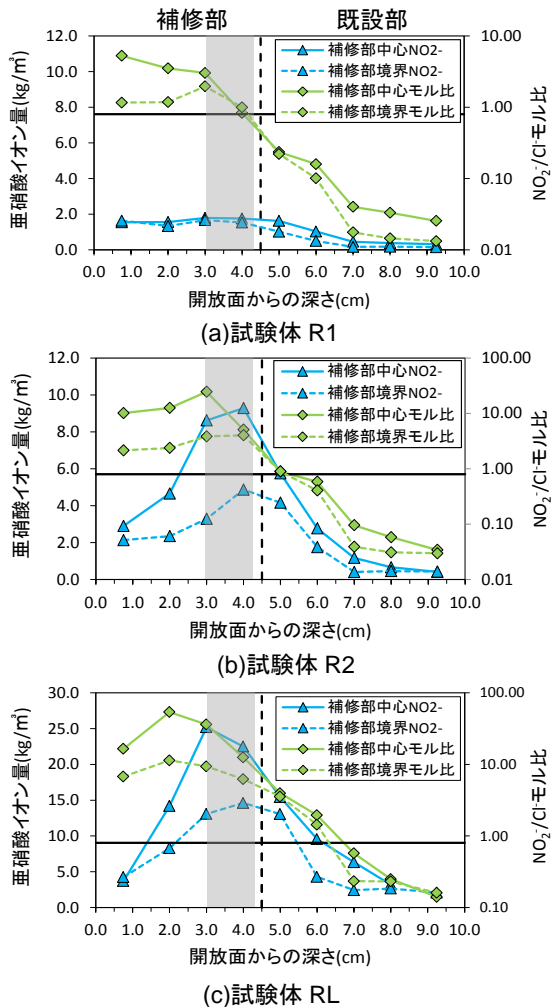 補修部 既設部
12.0 10.00
10.0
8.0 1.00
6.0
4.0 0.10
2.0
0.0 0.01
亜硝酸イオン量(kg/㎥)
NO₂⁻/Cl⁻モル比
補修部中心NO2-
補修部境界NO2-
補修部中心モル比
補修部境界モル比
0.0 1.0 2.0 3.0 4.0 5.0 6.0 7.0 8.0 9.0 10.0
開放面からの深さ(cm)
(a)試験体 R1
12.0 100.00
10.0 10.00
8.0
6.0 1.00
4.0
2.0 0.10
0.0 0.01
亜硝酸イオン量(kg/㎥)
NO₂⁻/Cl⁻モル比
補修部中心NO2-
補修部境界NO2-
補修部中心モル比
補修部境界モル比
0.0 1.0 2.0 3.0 4.0 5.0 6.0 7.0 8.0 9.0 10.0
開放面からの深さ(cm)
(b)試験体 R2
30.0 100.00
25.0
20.0 10.00
15.0
10.0 1.00
5.0
0.0 0.10
亜硝酸イオン量(kg/㎥)
NO₂⁻/Cl⁻モル比
補修部中心NO2-
補修部境界NO2-
補修部中心モル比
補修部境界モル比
0.0 1.0 2.0 3.0 4.0 5.0 6.0 7.0 8.0 9.0 10.0
開放面からの深さ(cm)
(c)試験体 RL